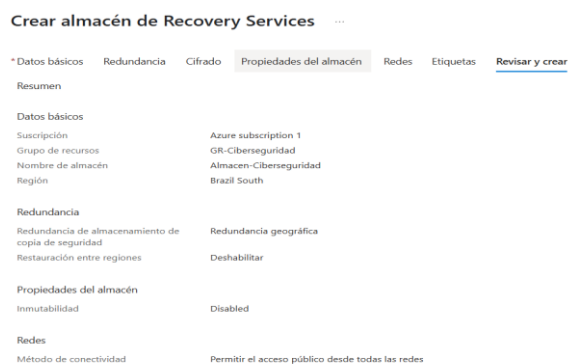 Crear almacén de Recovery Services ...
* Datos básicos Redundancia Cifrado Propiedades del almacén Redes Etiquetas Revisar y crear
Resumen
Datos básicos
Suscripción Azure subscription 1
Grupo de recursos GR-Ciberseguridad
Nombre de almacén Almacen-Ciberseguridad
Región Brazil South
Redundancia
Redundancia de almacenamiento de Redundancia geográfica
copia de seguridad
Restauración entre regiones Deshabilitar
Propiedades del almacén
Inmutabilidad Disabled
Redes
Método de conectividad Permitir el acceso público desde todas las redes